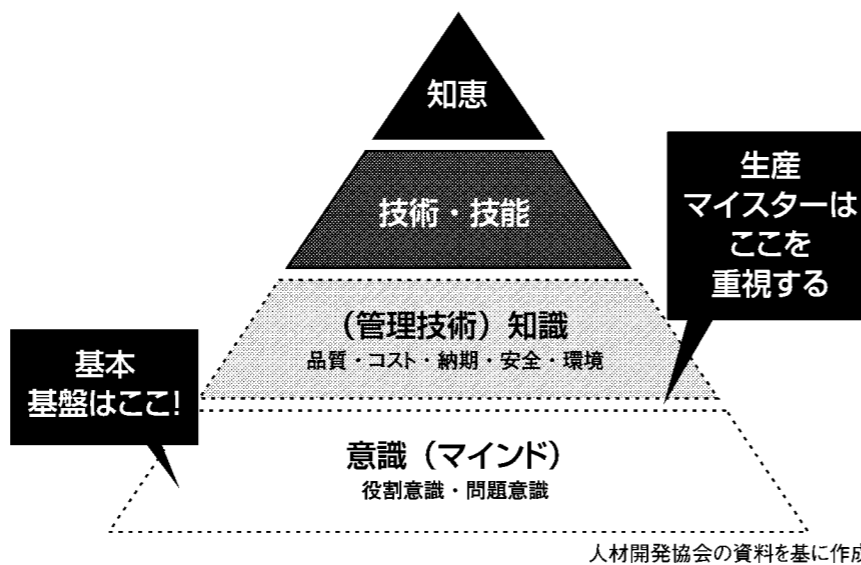 知恵
技術・技能
生産
マイスターは
ここを
重視する
（管理技術）知識
品質・コスト・納期・安全・環境
基本
基盤はここ！
意識（マインド）
役割意識・問題意識
人材開発協会の資料を基に作成